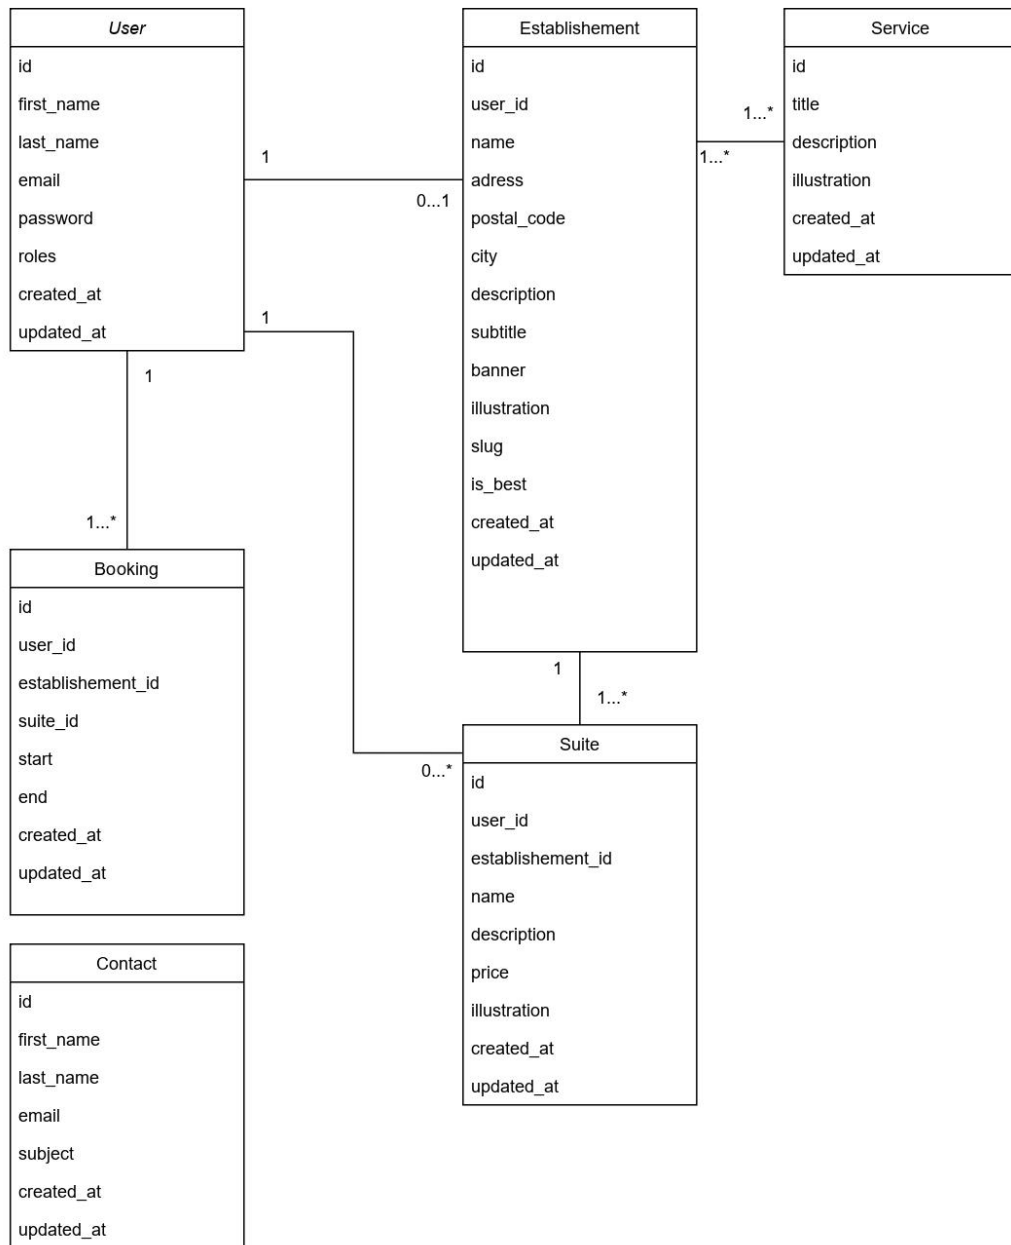 User
id
first_name
last_name
email
password
roles
created_at
updated_at
Establishement
id
user_id
name
adress
postal_code
city
description
subtitle
banner
illustration
slug
is_best
created_at
updated_at
Service
id
title
description
illustration
created_at
updated_at
1
0...1
1...*
1...*
1
0...*
1
1...*
1
1...*
Booking
id
user_id
establishement_id
suite_id
start
end
created_at
updated_at
Suite
id
user_id
establishement_id
name
description
price
illustration
created_at
updated_at
Contact
id
first_name
last_name
email
subject
created_at
updated_at